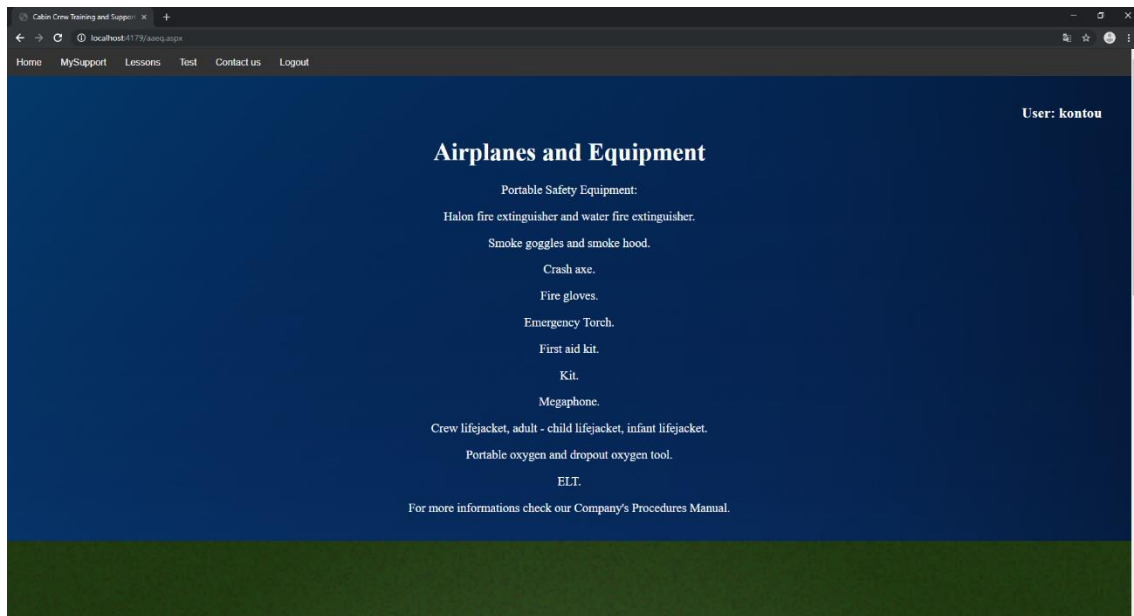 Cabin Crew Training and Support
localhost:4179/aaeq.aspx
Home MySupport Lessons Test Contact us Logout
User: kontou
Airplanes and Equipment
Portable Safety Equipment:
Halon fire extinguisher and water fire extinguisher.
Smoke goggles and smoke hood.
Crash axe.
Fire gloves.
Emergency Torch.
First aid kit.
Kit.
Megaphone.
Crew lifejacket, adult - child lifejacket, infant lifejacket.
Portable oxygen and dropout oxygen tool.
ELT.
For more informations check our Company's Procedures Manual.